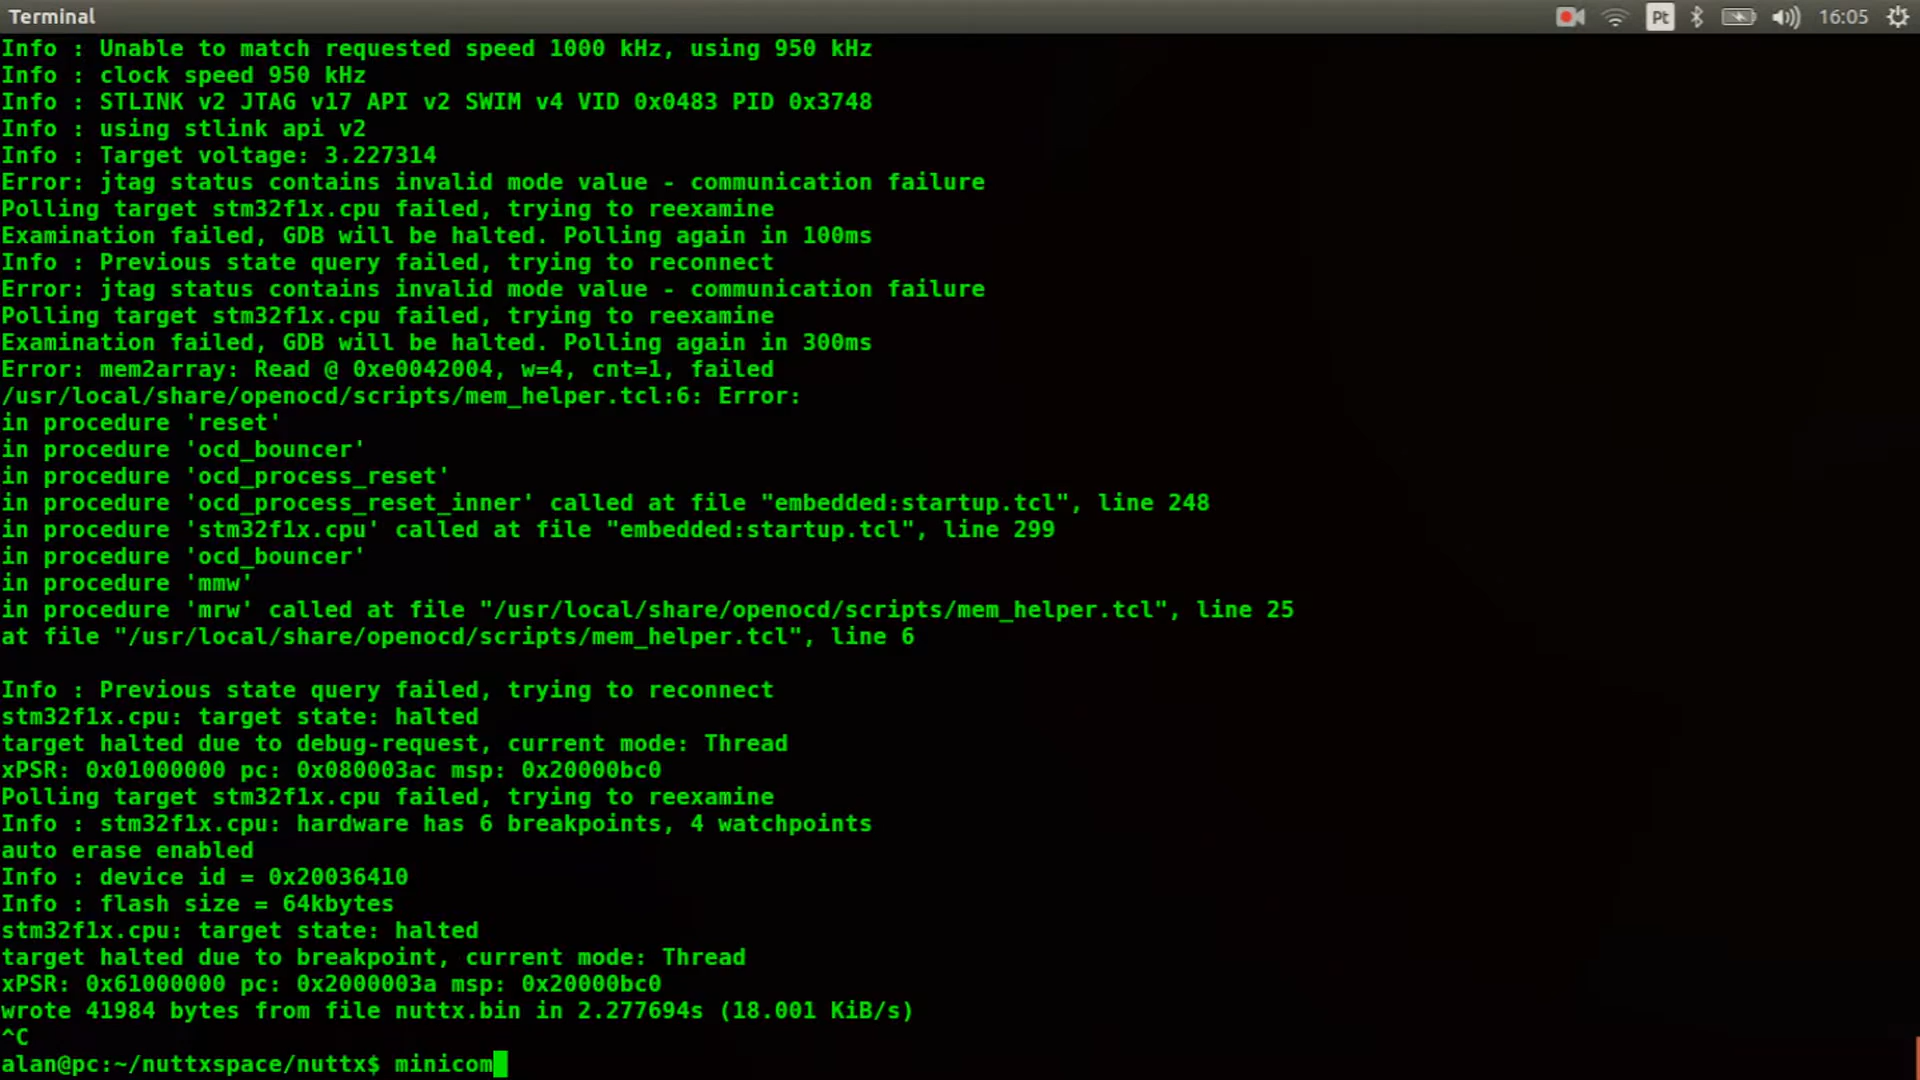 Terminal
Pt
16:05
Info : Unable to match requested speed 1000 kHz, using 950 kHz
Info : clock speed 950 kHz
Info : STLINK v2 JTAG v17 API v2 SWIM v4 VID 0x0483 PID 0x3748
Info : using stlink api v2
Info : Target voltage: 3.227314
Error: jtag status contains invalid mode value - communication failure
Polling target stm32f1x.cpu failed, trying to reexamine
Examination failed, GDB will be halted. Polling again in 100ms
Info : Previous state query failed, trying to reconnect
Error: jtag status contains invalid mode value - communication failure
Polling target stm32f1x.cpu failed, trying to reexamine
Examination failed, GDB will be halted. Polling again in 300ms
Error: mem2array: Read @ 0xe0042004, w=4, cnt=1, failed
/usr/local/share/openocd/scripts/mem_helper.tcl:6: Error:
in procedure 'reset'
in procedure 'ocd_bouncer'
in procedure 'ocd_process_reset'
in procedure 'ocd_process_reset_inner' called at file "embedded:startup.tcl", line 248
in procedure 'stm32f1x.cpu' called at file "embedded:startup.tcl", line 299
in procedure 'ocd_bouncer'
in procedure 'mmw'
in procedure 'mrw' called at file "/usr/local/share/openocd/scripts/mem_helper.tcl", line 25
at file "/usr/local/share/openocd/scripts/mem_helper.tcl", line 6
Info : Previous state query failed, trying to reconnect
stm32f1x.cpu: target state: halted
target halted due to debug-request, current mode: Thread
xPSR: 0x01000000 pc: 0x080003ac msp: 0x20000bc0
Polling target stm32f1x.cpu failed, trying to reexamine
Info : stm32f1x.cpu: hardware has 6 breakpoints, 4 watchpoints
auto erase enabled
Info : device id = 0x20036410
Info : flash size = 64kbytes
stm32f1x.cpu: target state: halted
target halted due to breakpoint, current mode: Thread
xPSR: 0x61000000 pc: 0x2000003a msp: 0x20000bc0
wrote 41984 bytes from file nuttx.bin in 2.277694s (18.001 KiB/s)
^C
alan@pc:~/nuttxspace/nuttx$ minicom